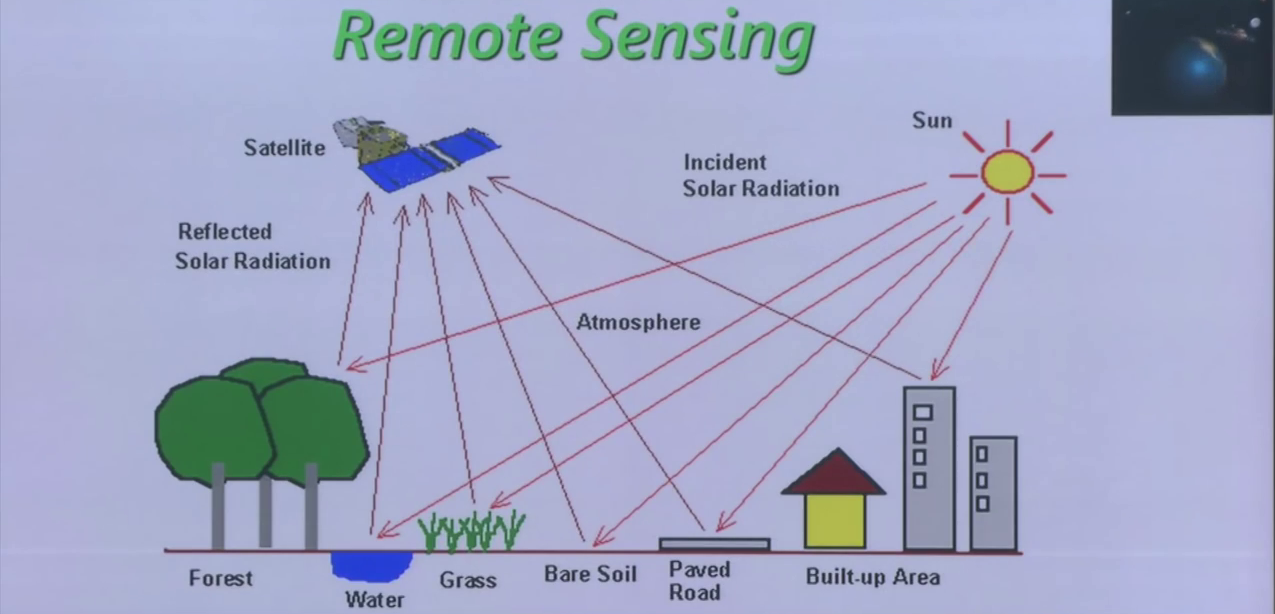 Remote Sensing
Satellite
Sun
Incident
Solar Radiation
Reflected
Solar Radiation
Atmosphere
Forest
Water
Grass
Bare Soil
Paved
Road
Built-up Area